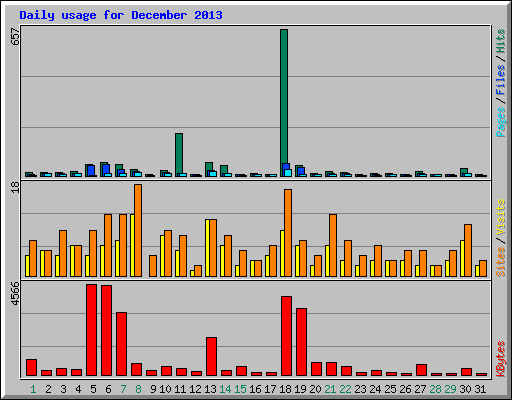 Daily usage for December 2013
657
Pages / Files / Hits
18
Sites / Visits
4566
KBytes
1 2 3 4 5 6 7 8 9 10 11 12 13 14 15 16 17 18 19 20 21 22 23 24 25 26 27 28 29 30 31